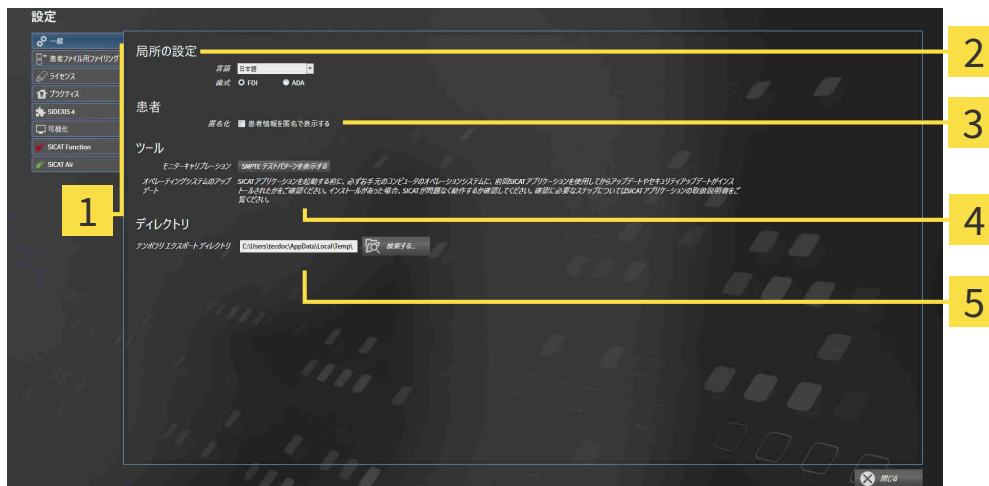 設定
一般
患者ファイル用ファイリング
ライセンス
プラクティス
SIDEXIS 4
可視化
SICAT Function
SICAT Air
局所の設定
言語 日本語
歯式 FDI ADA
患者
匿名化 患者情報を匿名で表示する
ツール
モニターキャリブレーション SMPTE テストパターンを表示する
オペレーティングシステムのアップデート
SICATアプリケーションを起動する前に、必ずお手元のコンピュータのオペレーションシステムに、前回SICATアプリケーションを使用してからアップデートやセキュリティアップデートがインス
トールされたかをご確認ください。インストールがあった場合、SICATが問題なく動作するか確認してください。確認に必要なステップについてはSICATアプリケーションの取扱説明書をご
覧ください。
ディレクトリ
テンポラリ エクスポート ディレクトリ C:\Users\tecdoc\AppData\Local\Temp\ 検索する...
閉じる
1
2
3
4
5